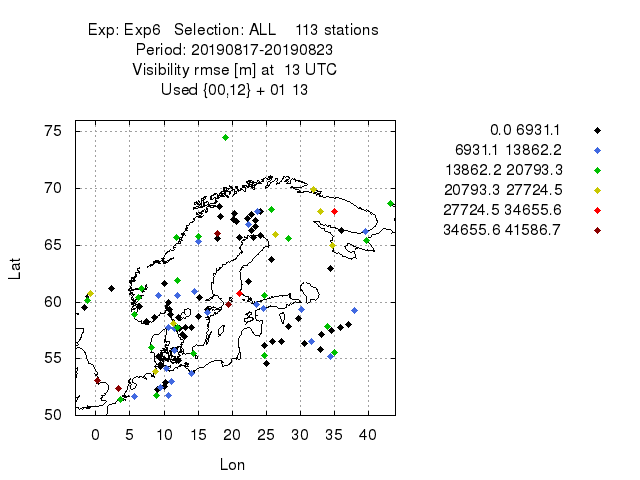 Exp: Exp6 Selection: ALL 113 stations
Period: 20190817-20190823
Visibility rmse [m] at 13 UTC
Used {00,12} + 01 13
0.0 6931.1
6931.1 13862.2
13862.2 20793.3
20793.3 27724.5
27724.5 34655.6
34655.6 41586.7
75
70
65
60
55
50
Lat
0 5 10 15 20 25 30 35 40
Lon